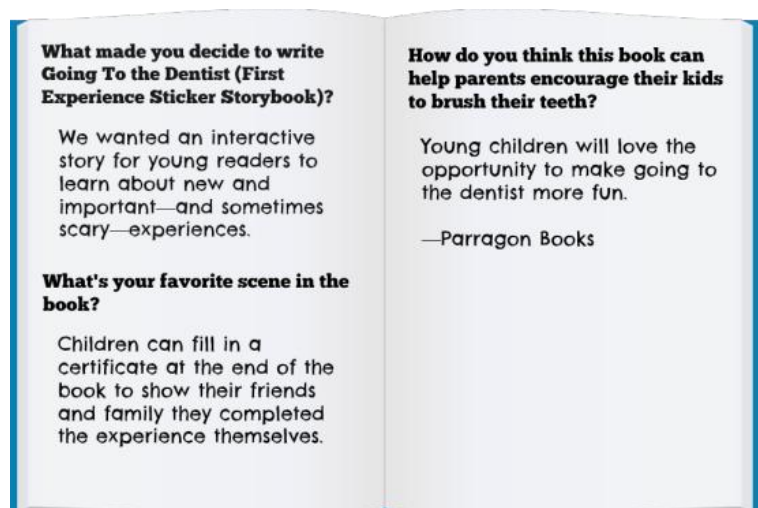 What made you decide to write
Going To the Dentist (First
Experience Sticker Storybook)?
We wanted an interactive
story for young readers to
learn about new and
important—and sometimes
scary—experiences.
What's your favorite scene in the
book?
Children can fill in a
certificate at the end of the
book to show their friends
and family they completed
the experience themselves.
How do you think this book can
help parents encourage their kids
to brush their teeth?
Young children will love the
opportunity to make going to
the dentist more fun.
—Parragon Books